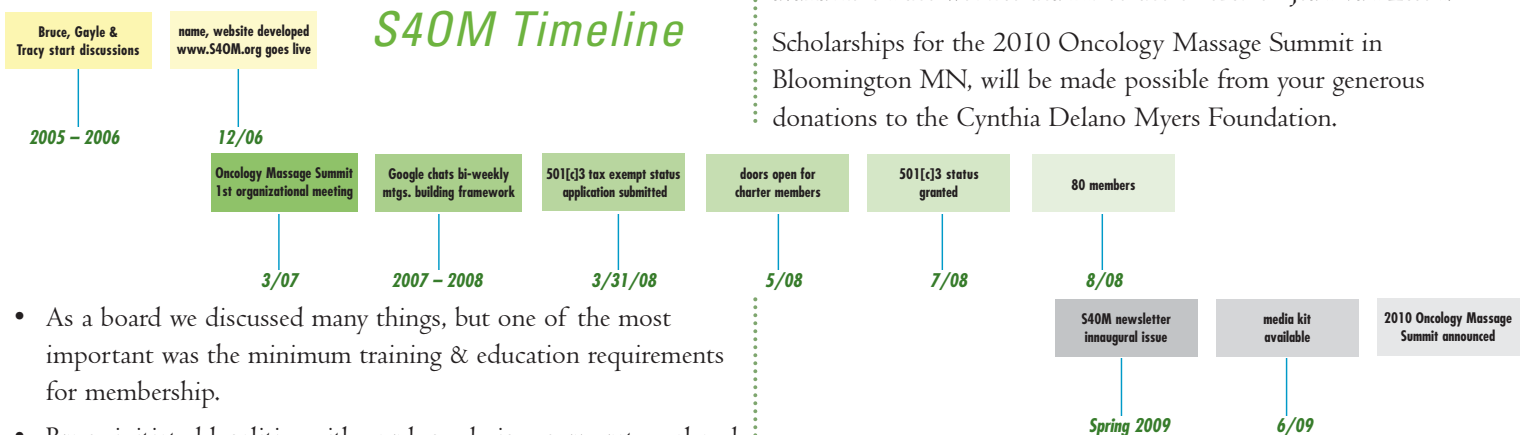 S4OM Timeline
Bruce, Gayle &
Tracy start discussions
2005 – 2006
name, website developed
www.S4OM.org goes live
12/06
Scholarships for the 2010 Oncology Massage Summit in
Bloomington MN, will be made possible from your generous
donations to the Cynthia Delano Myers Foundation.
Oncology Massage Summit
1st organizational meeting
3/07
Google chats bi-weekly
mtgs. building framework
2007 – 2008
501[c]3 tax exempt status
application submitted
3/31/08
doors open for
charter members
5/08
501[c]3 status
granted
7/08
80 members
8/08
• As a board we discussed many things, but one of the most
important was the minimum training & education requirements
for membership.
S4OM newsletter
innaugural issue
Spring 2009
media kit
available
6/09
2010 Oncology Massage
Summit announced